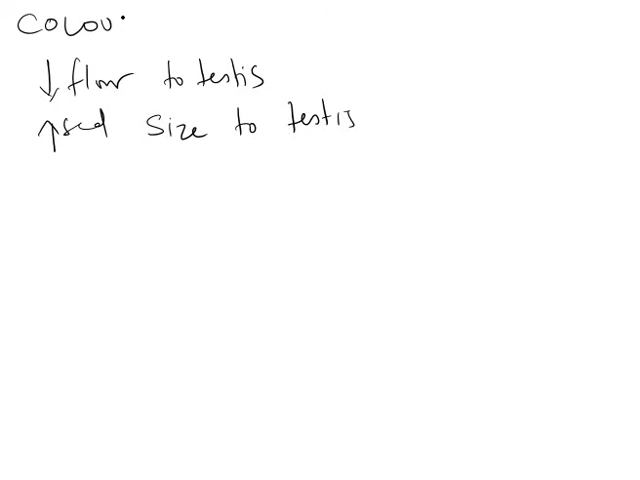 COLOU
↓ flow to testis
↑sed size to testis